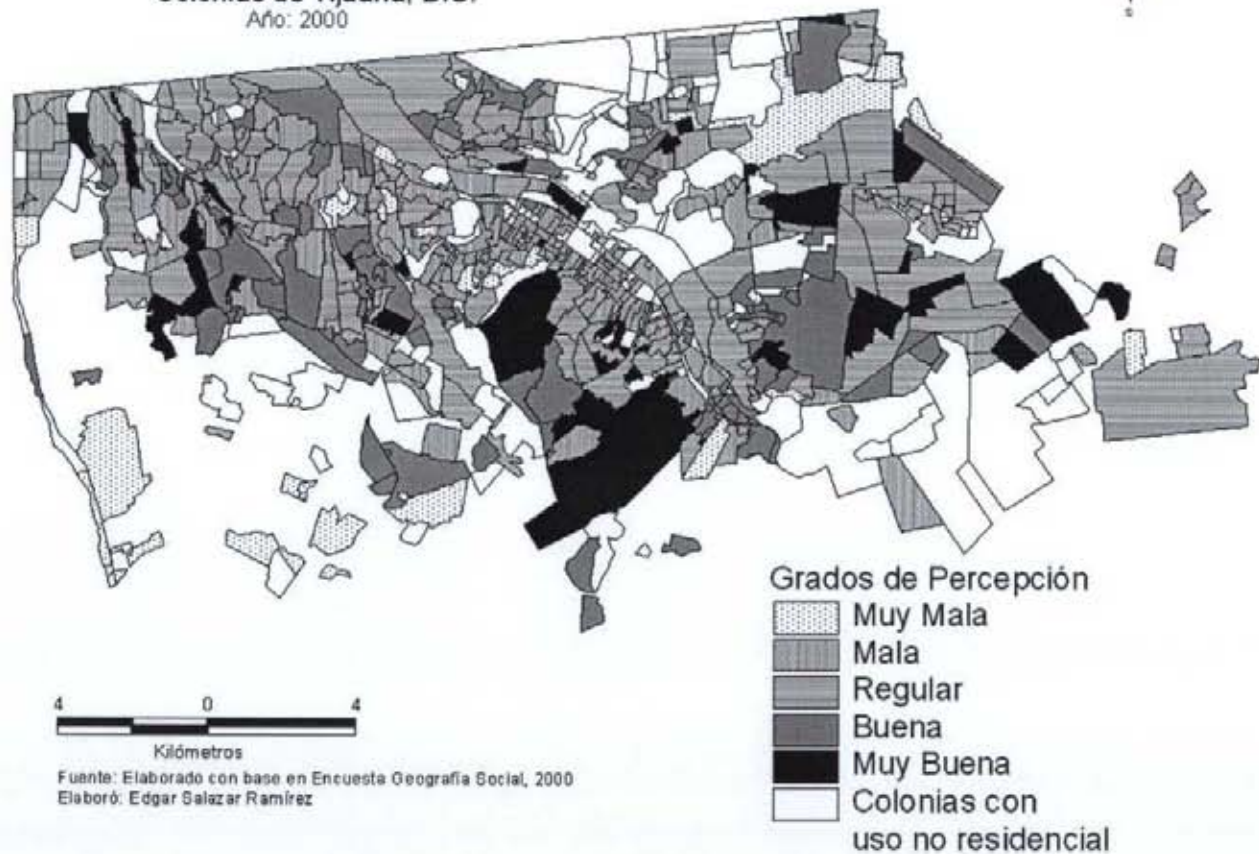 Año: 2000
Grados de Percepción
Muy Mala
Mala
Regular
Buena
Muy Buena
Colonias con
uso no residencial
4 0 4
Kilómetros
Fuente: Elaborado con base en Encuesta Geografía Social, 2000
Elaboró: Edgar Salazar Ramírez